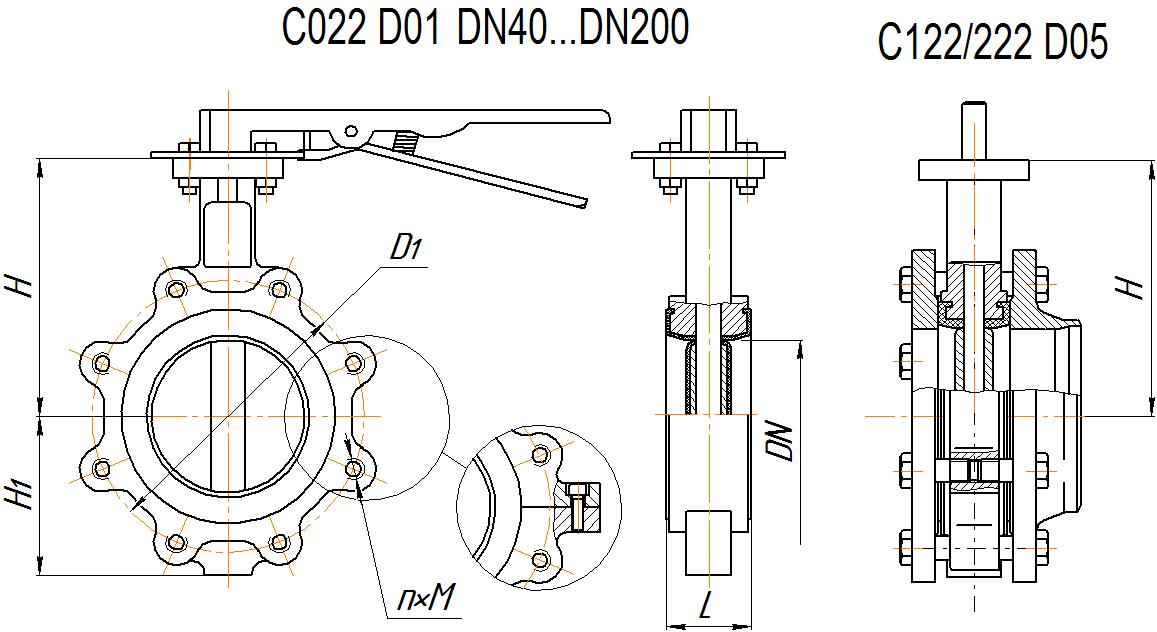 C022 D01 DN40...DN200
C122/222 D05
D1
H
H1
n×M
L
DN
H